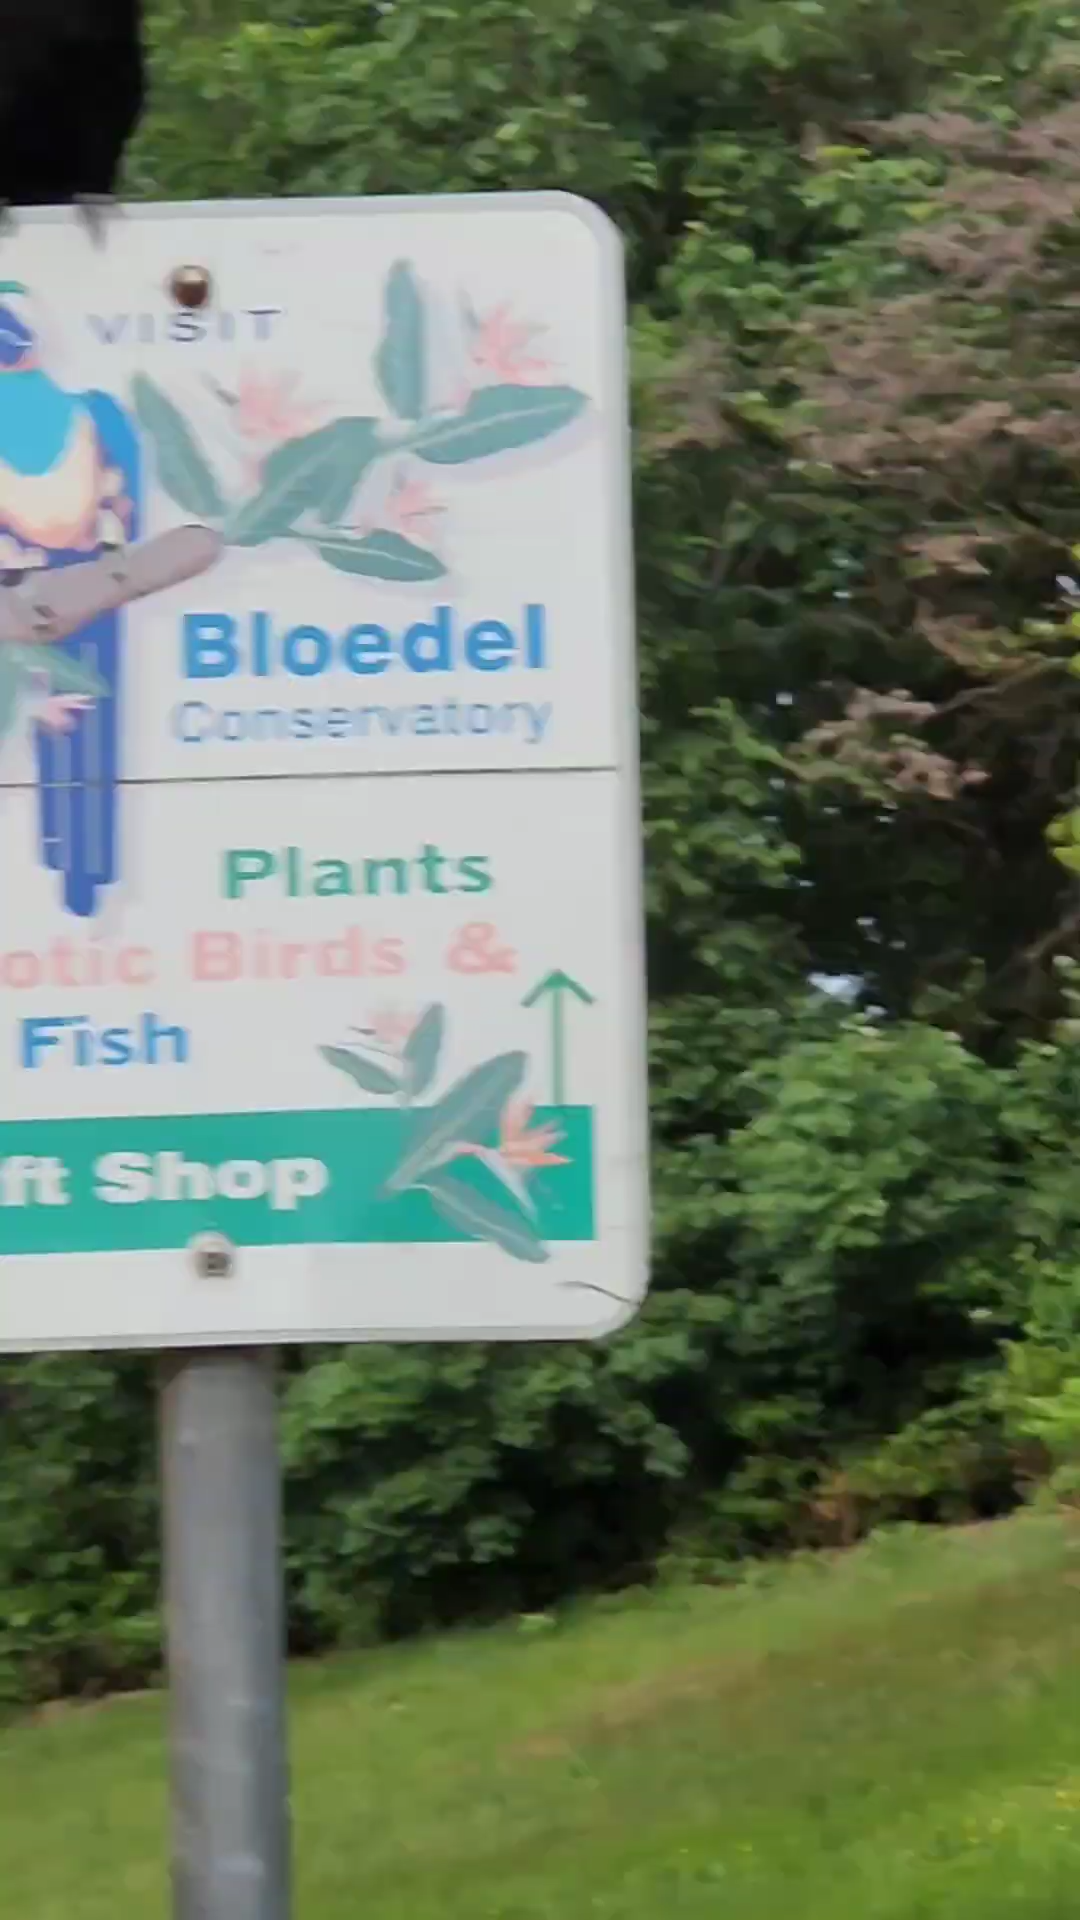 VISIT
Bloedel
Conservatory
Plants
otic Birds &
Fish
ft Shop